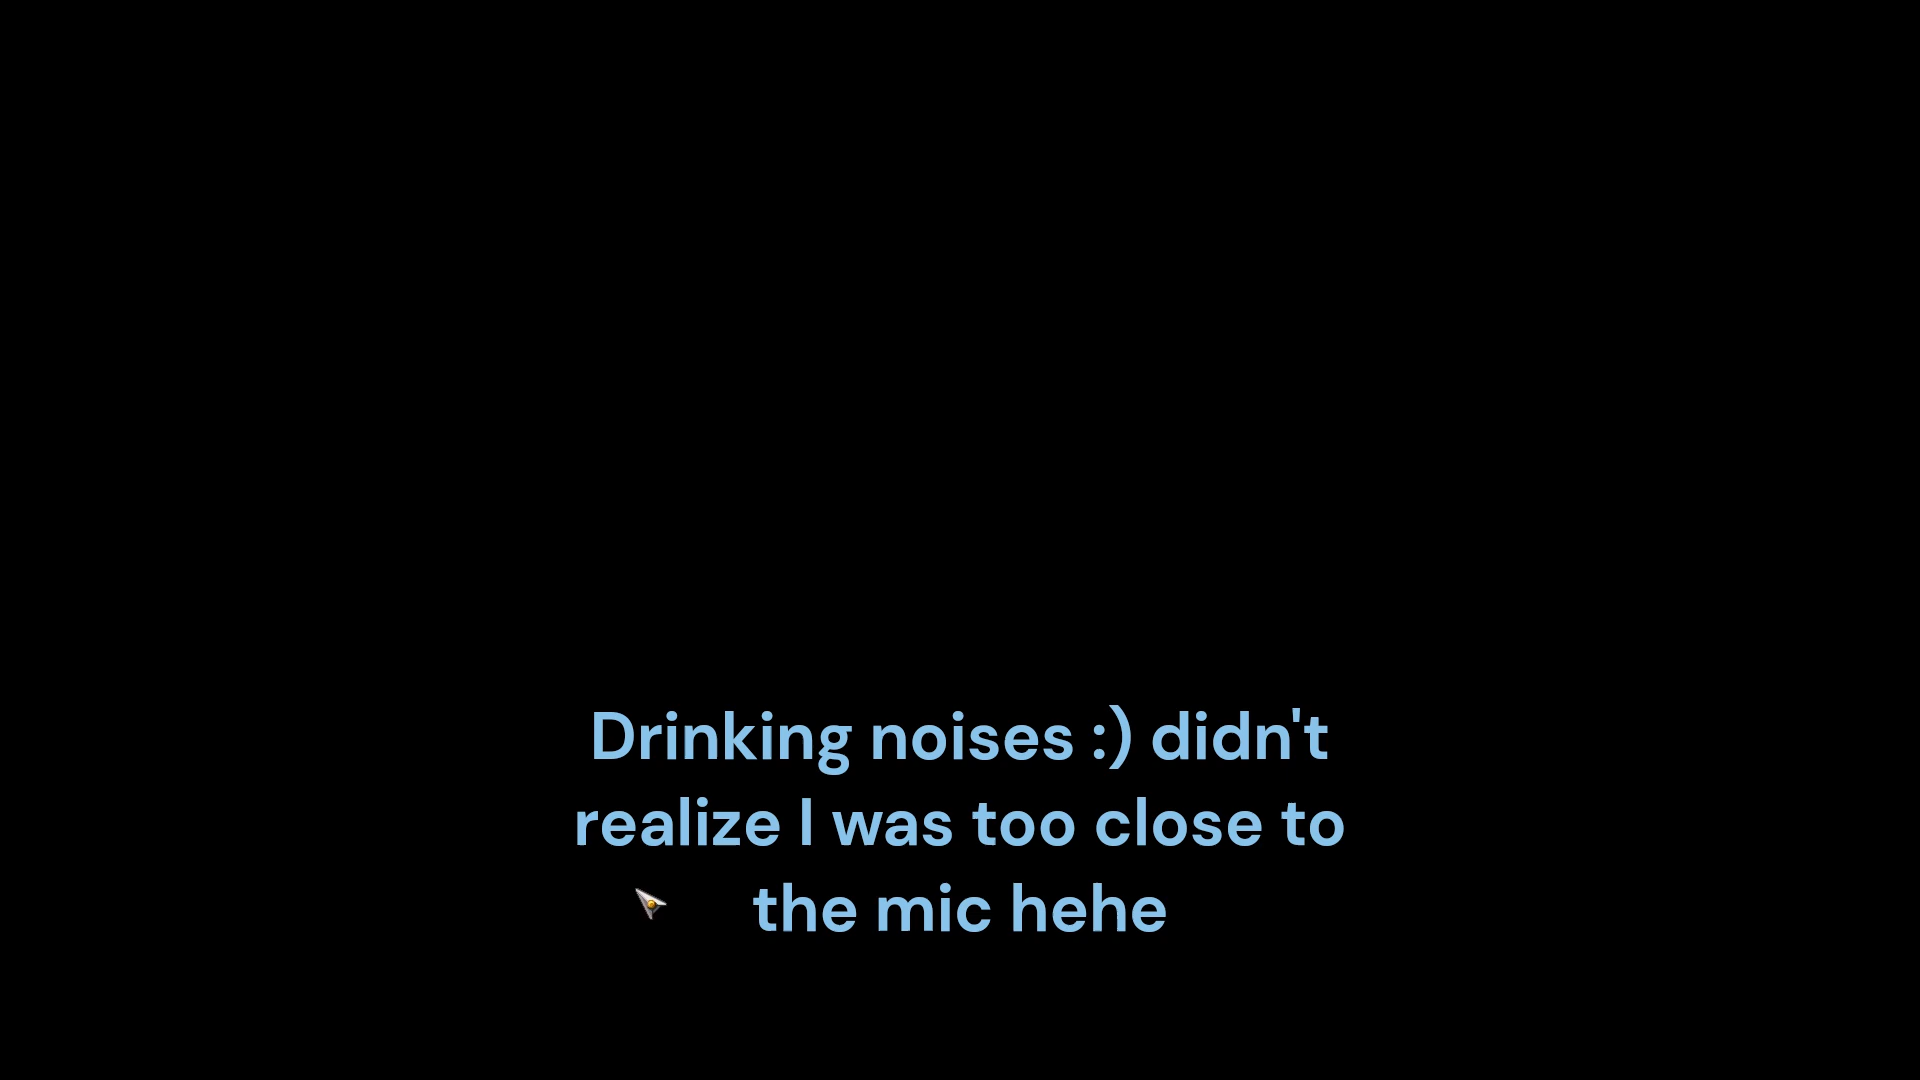 Drinking noises :) didn't
realize I was too close to
the mic hehe